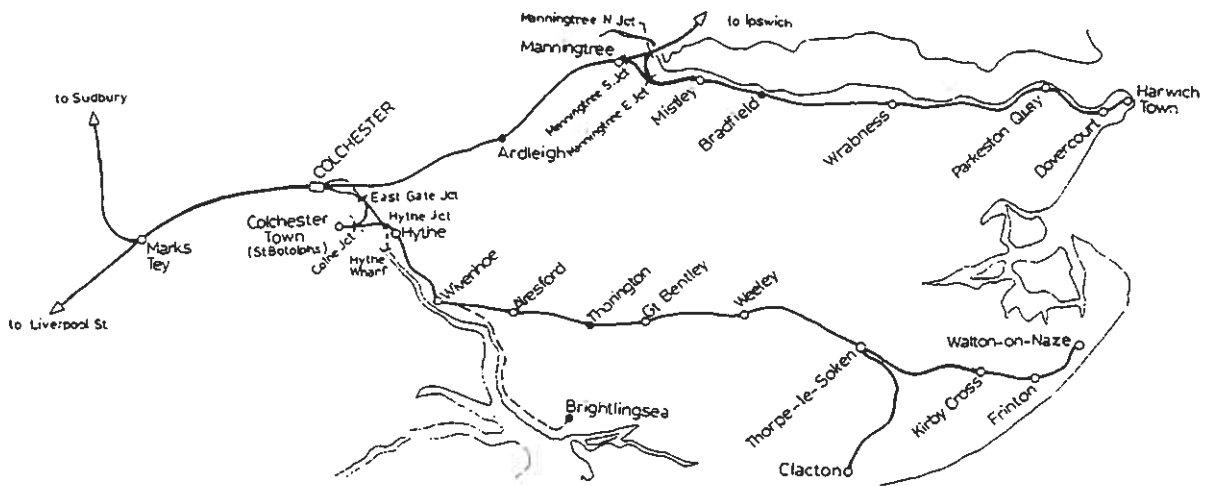 to Ipswich
Manningtree N Jct
Manningtree
Manningtree S Jct
Manningtree E Jct
Mistley
Bradfield
Wrabness
Parkeston Quay
Dovercourt
Harwich
Town
to Sudbury
COLCHESTER
Ardleigh
East Gate Jct
Colchester
Town
(St Botolphs)
Colne Jct
Hythe Jct
Hythe
Hythe
Wharf
Marks
Tey
to Liverpool St
Wivenhoe
Alresford
Thorington
Gt Bentley
Weeley
Thorpe-le-Soken
Kirby Cross
Frinton
Walton-on-Naze
Brightlingsea
Clacton